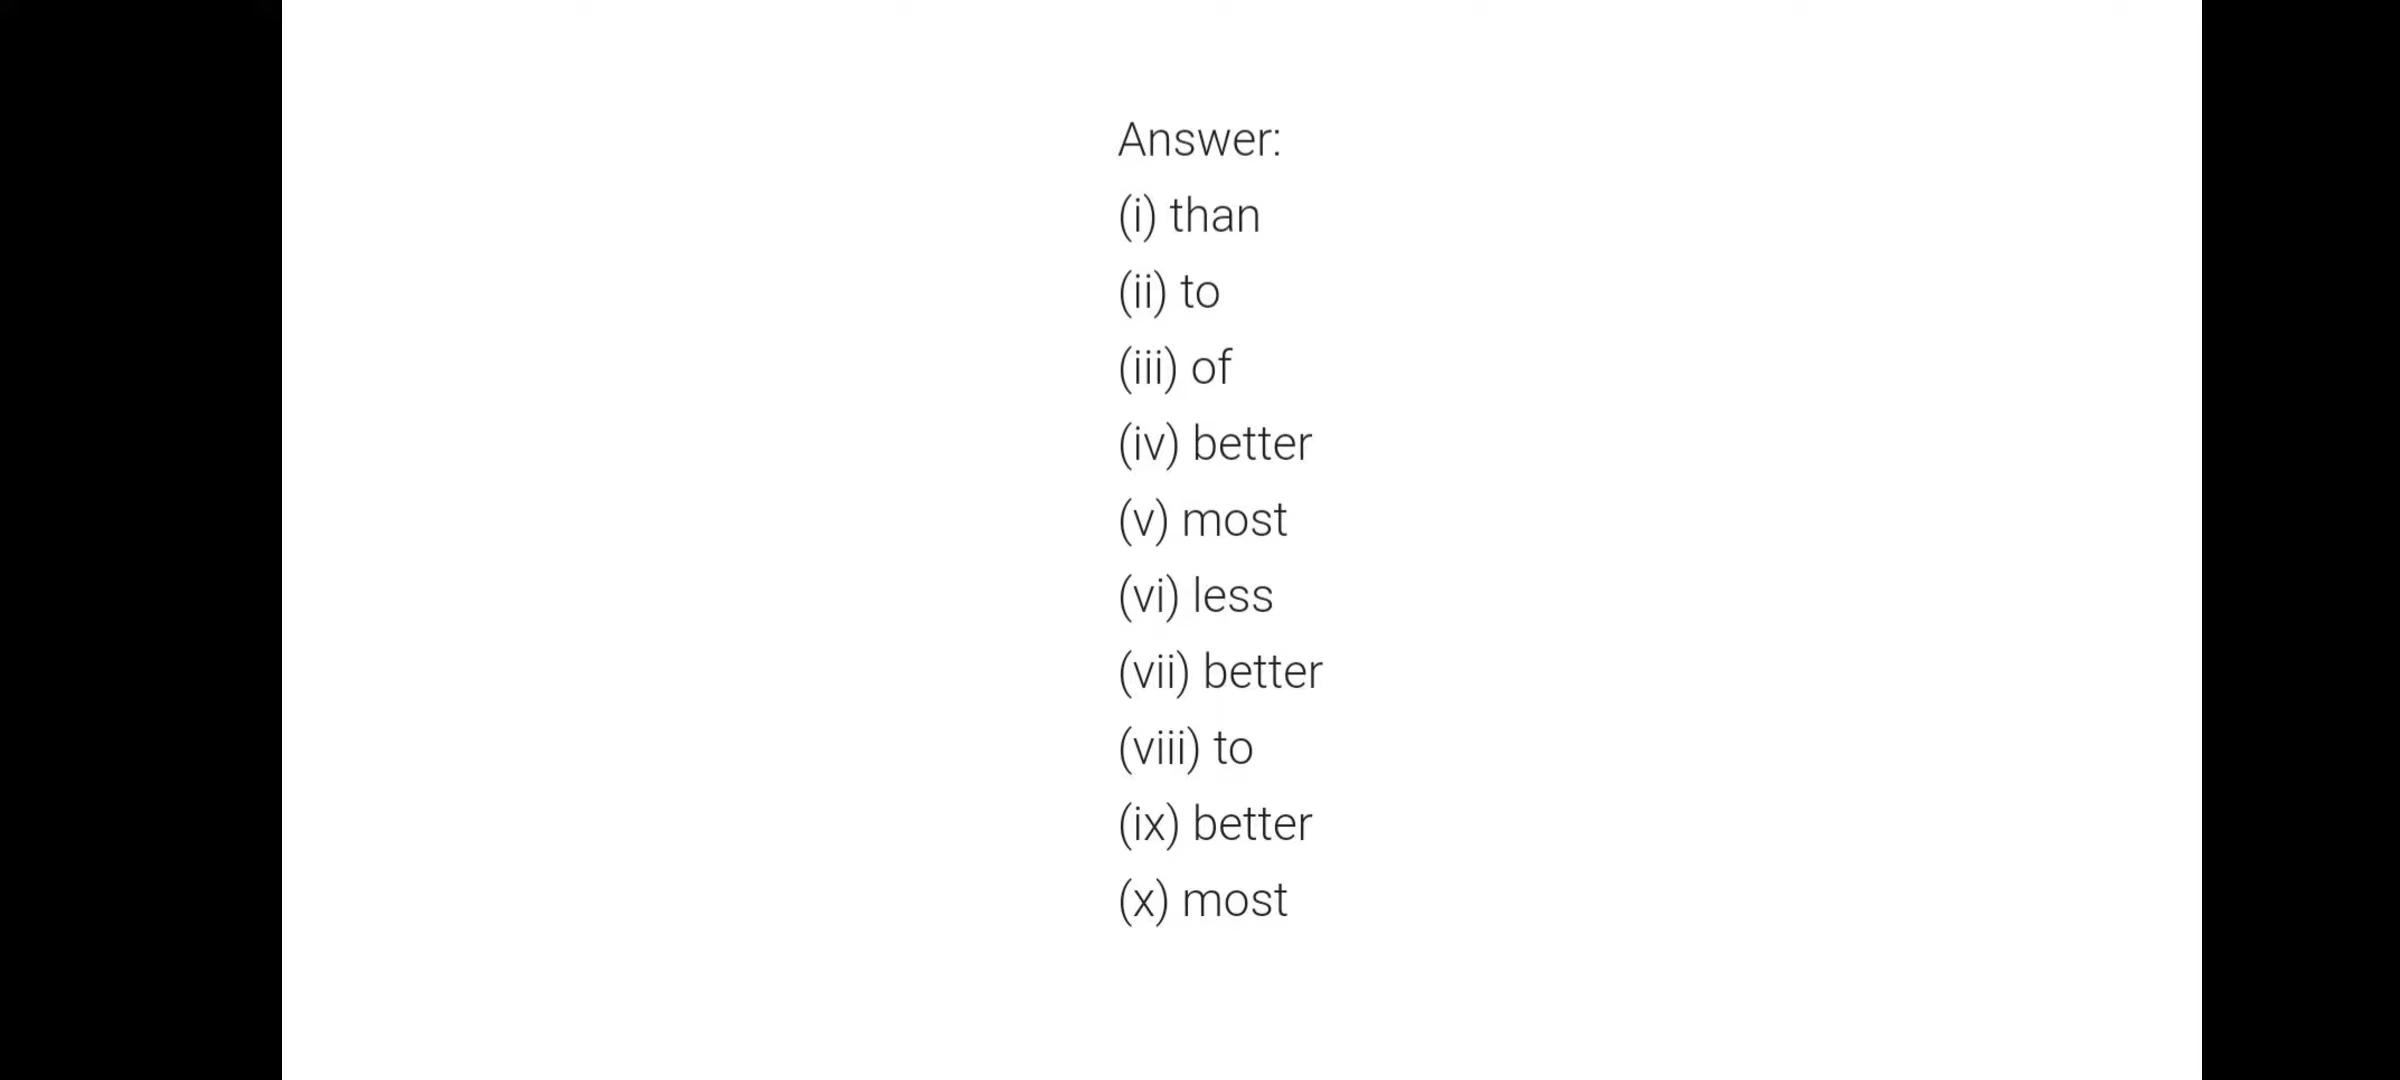 Answer:
(i) than
(ii) to
(iii) of
(iv) better
(v) most
(vi) less
(vii) better
(viii) to
(ix) better
(x) most